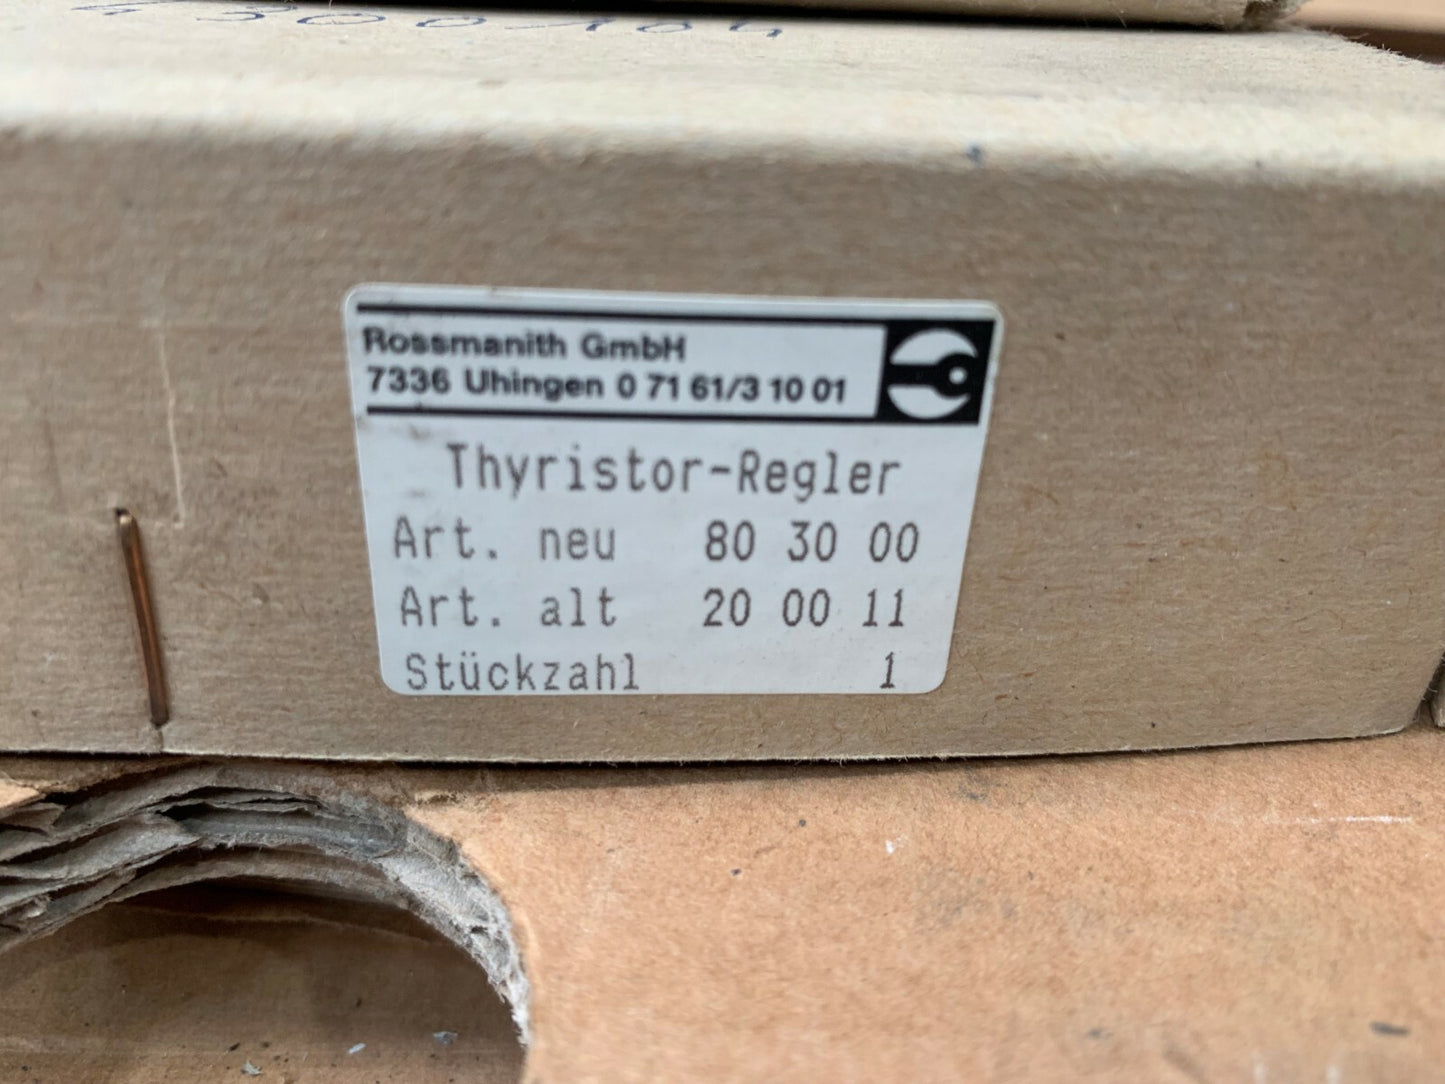 Rossmanith GmbH
7336 Uhingen 0 71 61/3 10 01
Thyristor-Regler
Art. neu 80 30 00
Art. alt 20 00 11
Stückzahl 1